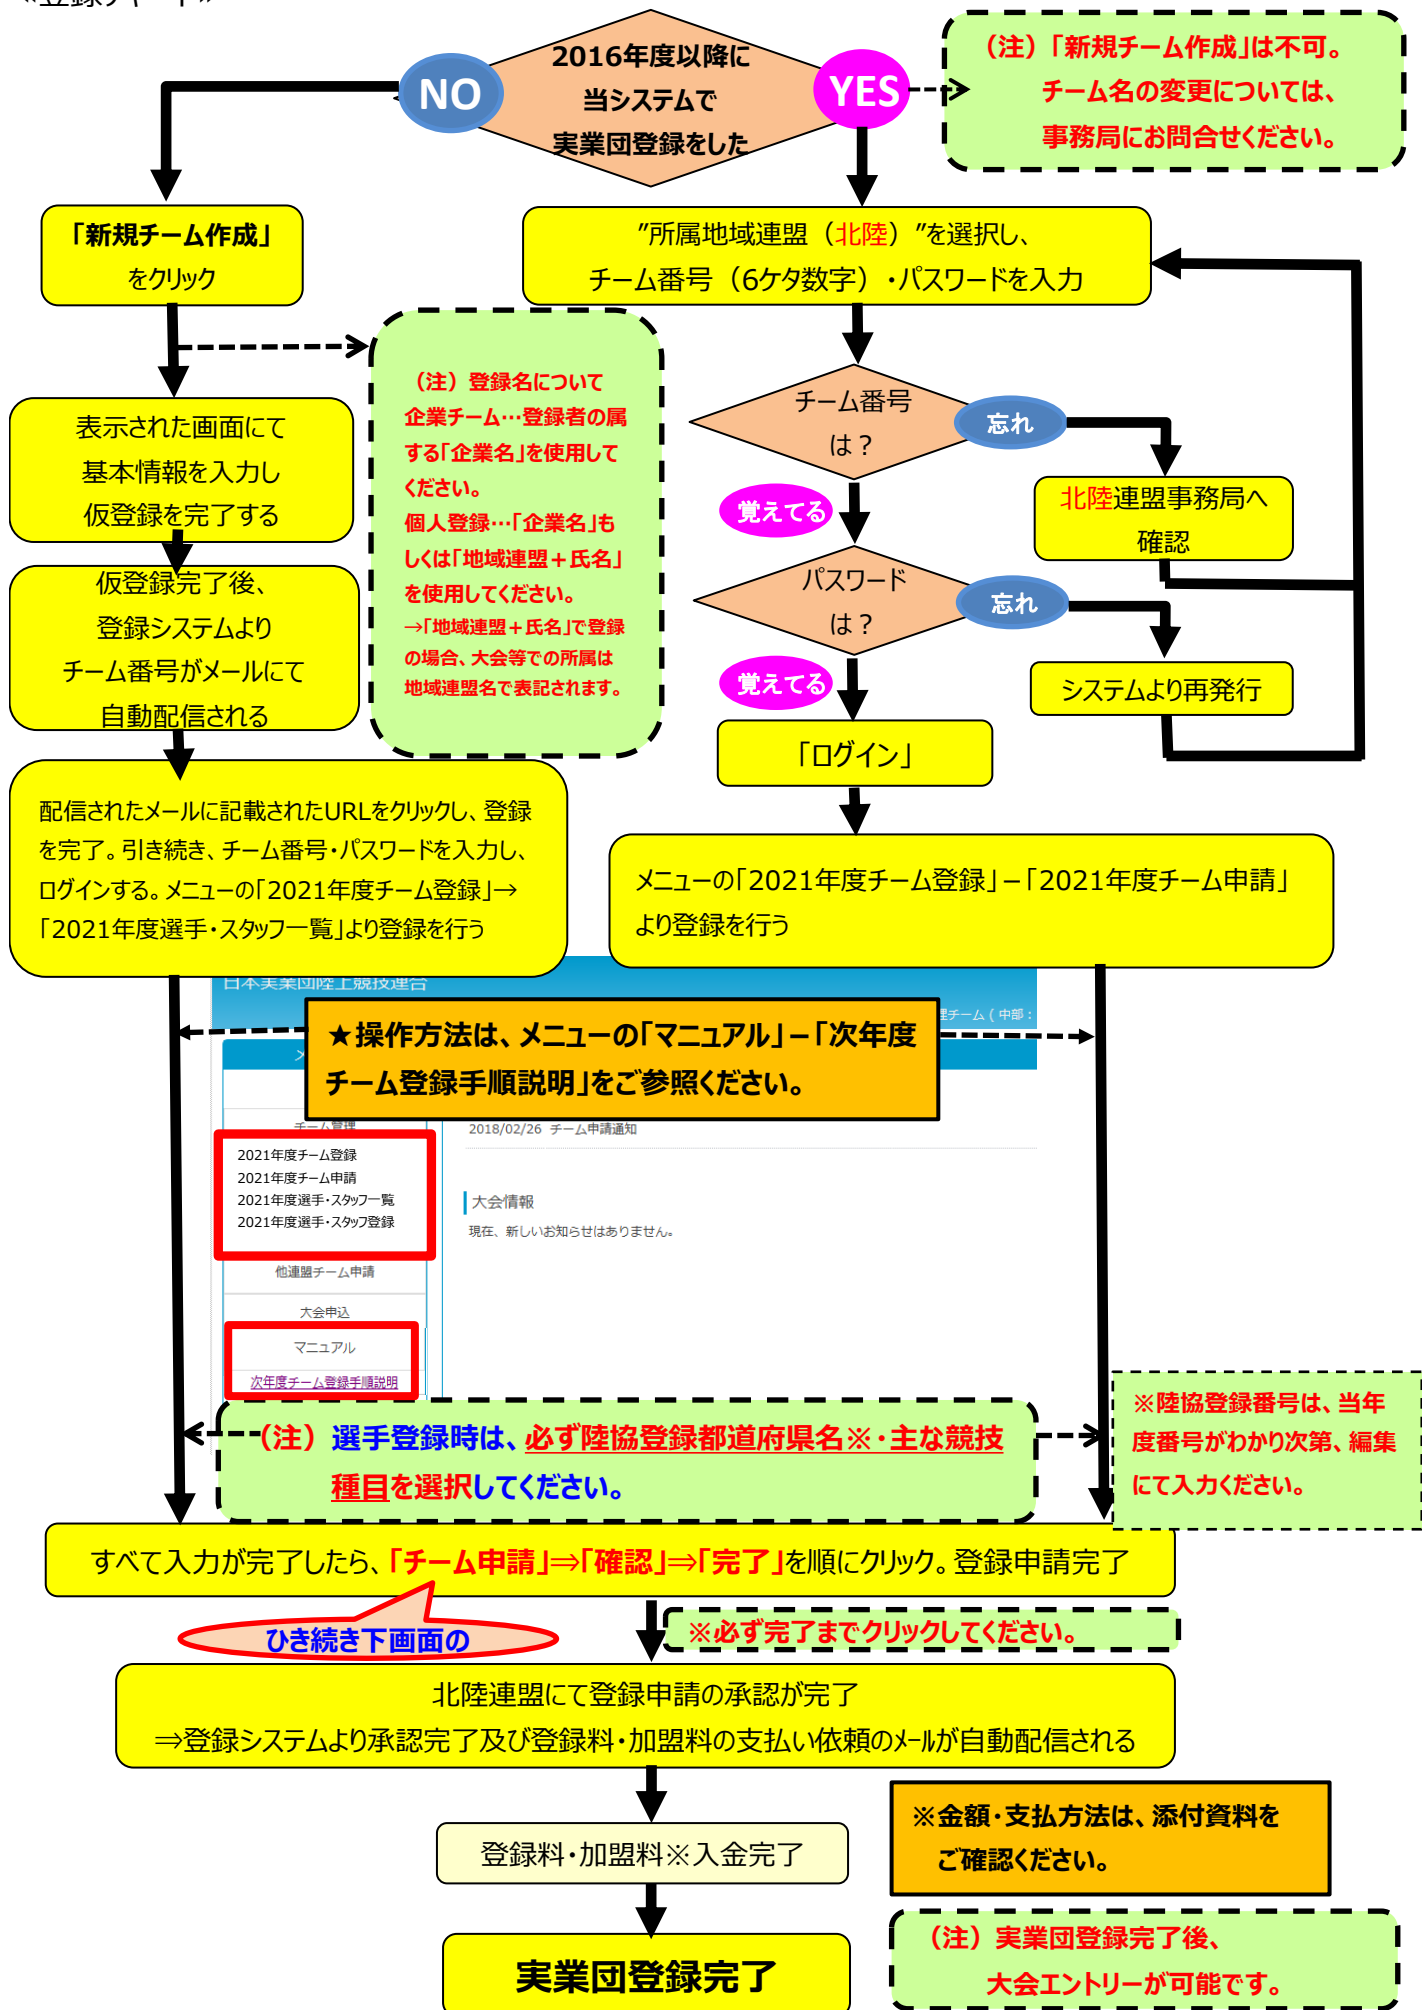 ≪登録チャート≫
2016年度以降に
当システムで
実業団登録をした
NO
YES
（注）「新規チーム作成」は不可。
チーム名の変更については、
事務局にお問合せください。
「新規チーム作成」
をクリック
”所属地域連盟（北陸）”を選択し、
チーム番号（6ケタ数字）・パスワードを入力
（注）登録名について
企業チーム…登録者の属
する「企業名」を使用して
ください。
個人登録…「企業名」も
しくは「地域連盟＋氏名」
を使用してください。
→「地域連盟＋氏名」で登録
の場合、大会等での所属は
地域連盟名で表記されます。
チーム番号
は？
忘れ
覚えてる
北陸連盟事務局へ
確認
パスワード
は？
忘れ
覚えてる
システムより再発行
「ログイン」
表示された画面にて
基本情報を入力し
仮登録を完了する
仮登録完了後、
登録システムより
チーム番号がメールにて
自動配信される
配信されたメールに記載されたURLをクリックし、登録
を完了。引き続き、チーム番号・パスワードを入力し、
ログインする。メニューの「2021年度チーム登録」→
「2021年度選手・スタッフ一覧」より登録を行う
メニューの「2021年度チーム登録」－「2021年度チーム申請」
より登録を行う
日本実業団陸上競技連合
理チーム ( 中部 :
★操作方法は、メニューの「マニュアル」－「次年度
チーム登録手順説明」をご参照ください。
チーム管理
2018/02/26 チーム申請通知
2021年度チーム登録
2021年度チーム申請
2021年度選手・スタッフ一覧
2021年度選手・スタッフ登録
大会情報
現在、新しいお知らせはありません。
他連盟チーム申請
大会申込
マニュアル
次年度チーム登録手順説明
（注）選手登録時は、必ず陸協登録都道府県名※・主な競技
種目を選択してください。
※陸協登録番号は、当年
度番号がわかり次第、編集
にて入力ください。
すべて入力が完了したら、「チーム申請」⇒「確認」⇒「完了」を順にクリック。登録申請完了
ひき続き下画面の
※必ず完了までクリックしてください。
北陸連盟にて登録申請の承認が完了
⇒登録システムより承認完了及び登録料・加盟料の支払い依頼のメールが自動配信される
登録料・加盟料※入金完了
※金額・支払方法は、添付資料を
ご確認ください。
実業団登録完了
（注）実業団登録完了後、
大会エントリーが可能です。